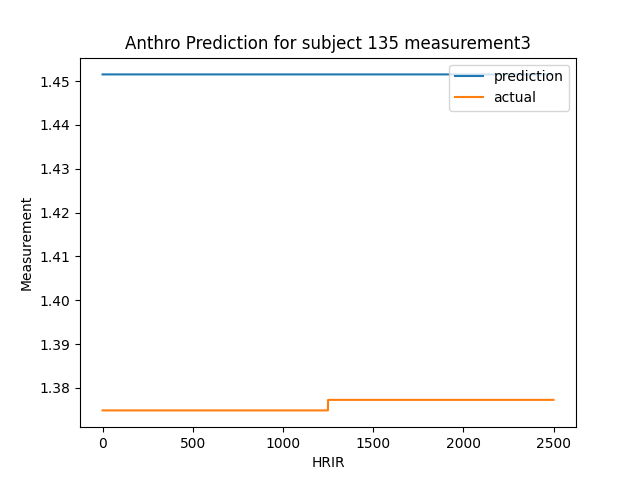 Anthro Prediction for subject 135 measurement3
prediction
actual
1.45
1.44
1.43
1.42
1.41
1.40
1.39
1.38
Measurement
0 500 1000 1500 2000 2500
HRIR